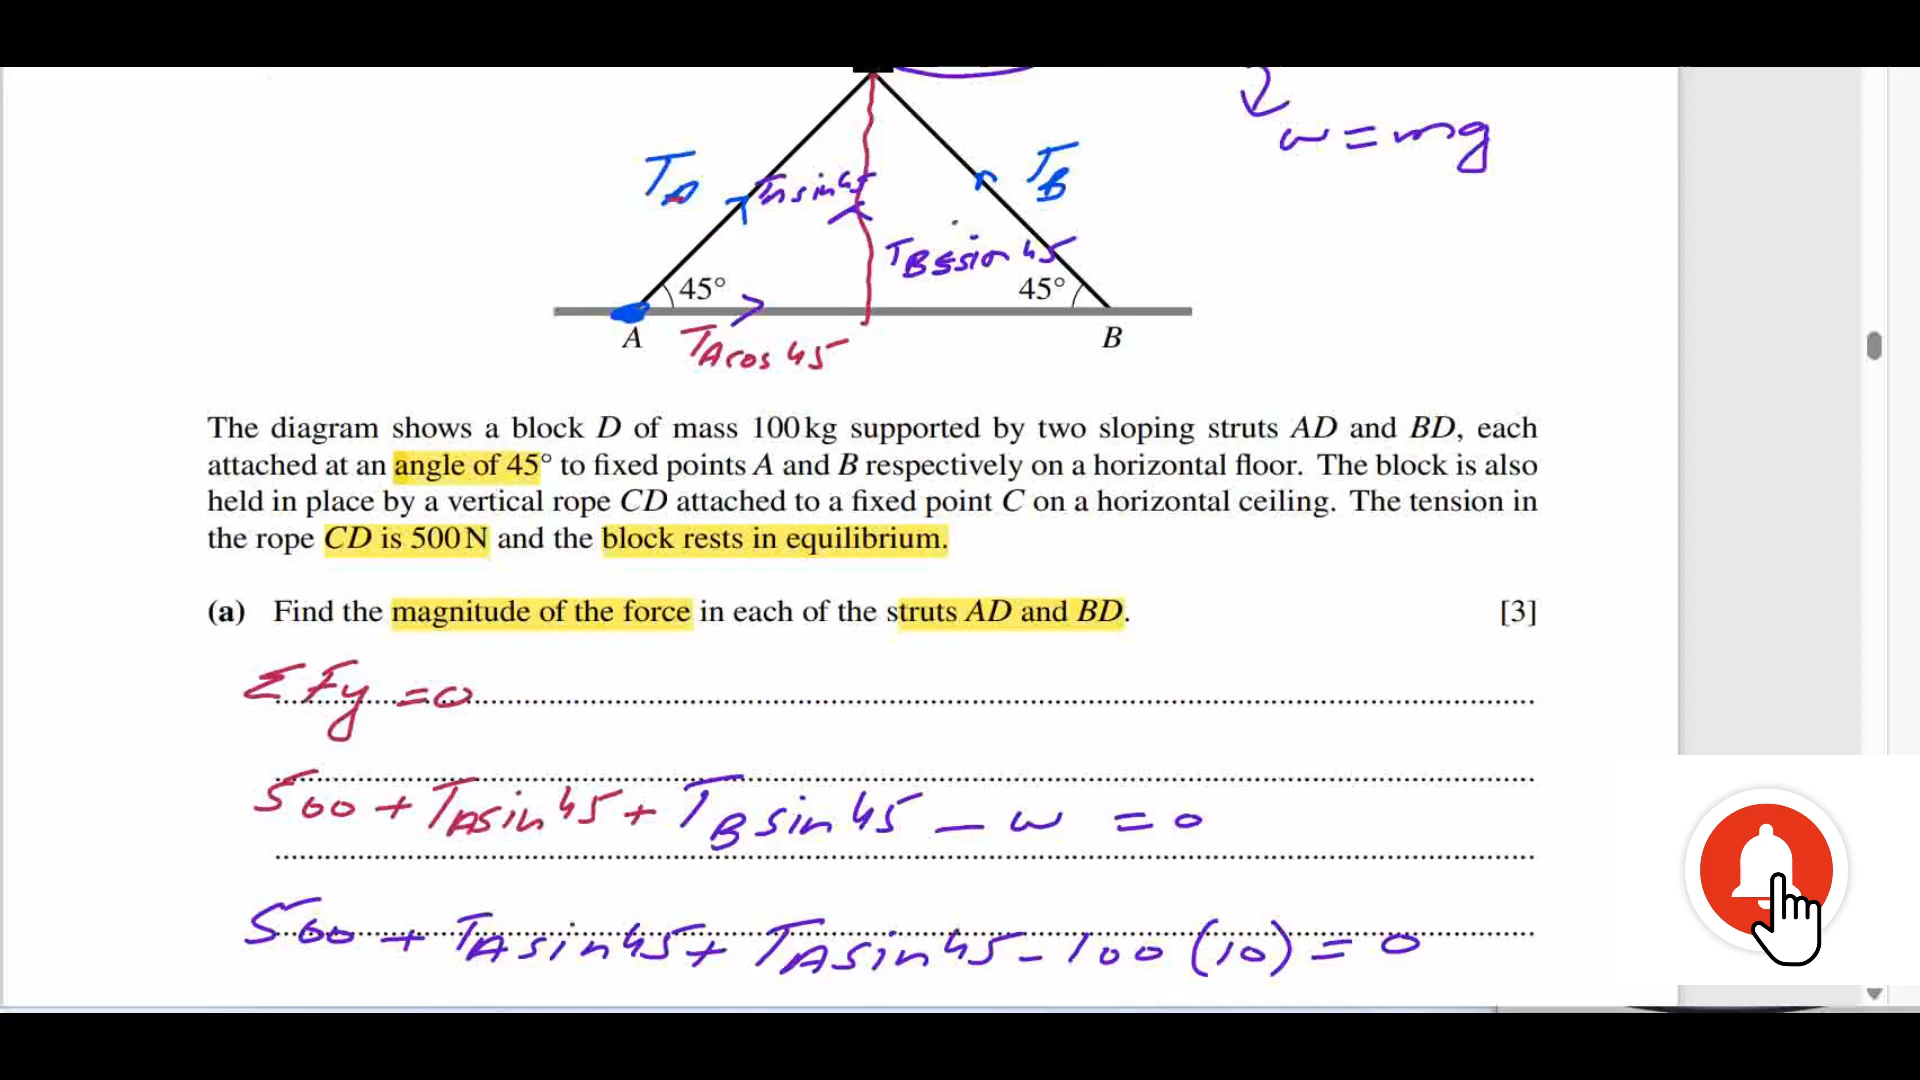 w = mg
T_A
T_A sin 45
T_B
T_B sin 45
45°
45°
A
T_A cos 45
B
The diagram shows a block D of mass 100 kg supported by two sloping struts AD and BD, each
attached at an angle of 45° to fixed points A and B respectively on a horizontal floor. The block is also
held in place by a vertical rope CD attached to a fixed point C on a horizontal ceiling. The tension in
the rope CD is 500 N and the block rests in equilibrium.
(a) Find the magnitude of the force in each of the struts AD and BD. [3]
ΣFy = 0
500 + T_A sin 45 + T_B sin 45 − w = 0
500 + T_A sin 45 + T_A sin 45 − 100 (10) = 0